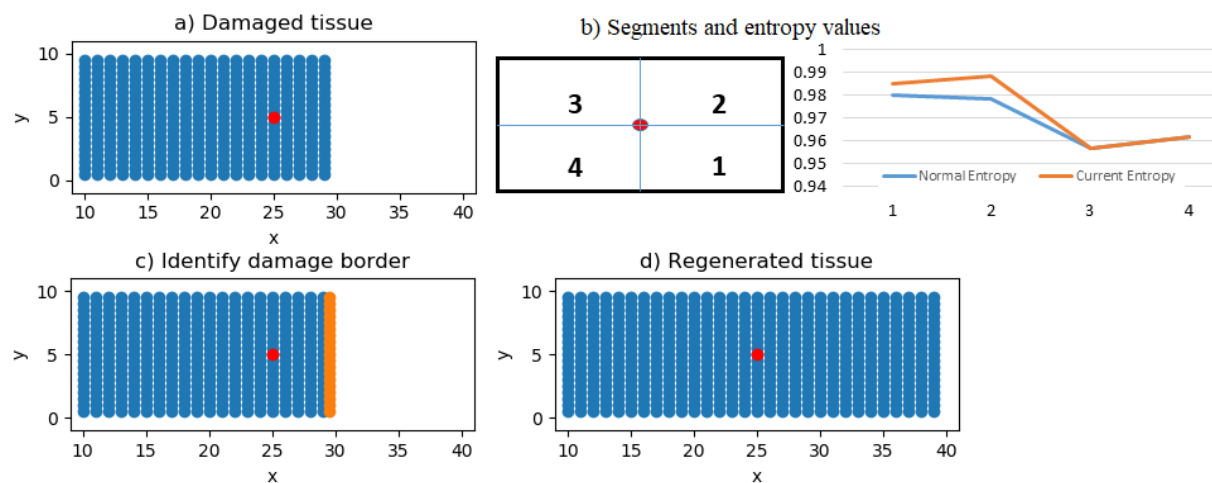 a) Damaged tissue
10
5
0
y
10 15 20 25 30 35 40
x
b) Segments and entropy values
3 2
4 1
1
0.99
0.98
0.97
0.96
0.95
0.94
Normal Entropy Current Entropy
1 2 3 4
c) Identify damage border
10
5
0
y
10 15 20 25 30 35 40
x
d) Regenerated tissue
10
5
0
y
10 15 20 25 30 35 40
x